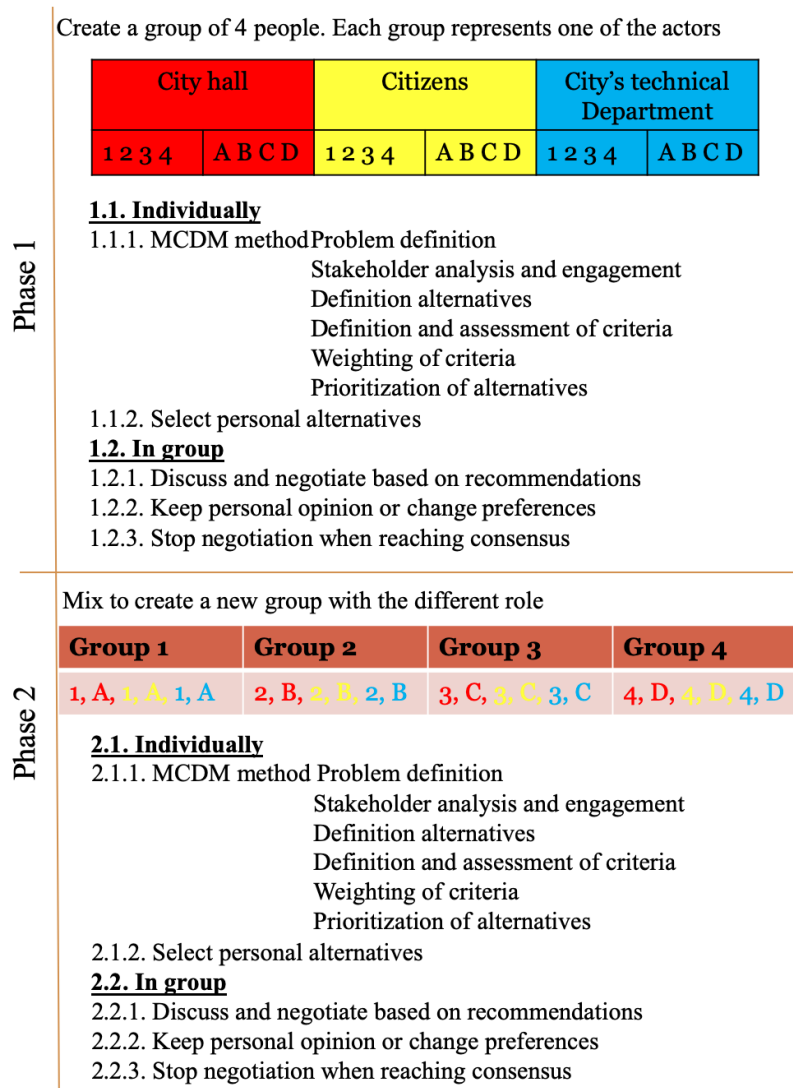 Create a group of 4 people. Each group represents one of the actors
City hall
Citizens
City's technical
Department
1 2 3 4
A B C D
1 2 3 4
A B C D
1 2 3 4
A B C D
Phase 1
1.1. Individually
1.1.1. MCDM method Problem definition
Stakeholder analysis and engagement
Definition alternatives
Definition and assessment of criteria
Weighting of criteria
Prioritization of alternatives
1.1.2. Select personal alternatives
1.2. In group
1.2.1. Discuss and negotiate based on recommendations
1.2.2. Keep personal opinion or change preferences
1.2.3. Stop negotiation when reaching consensus
Phase 2
Mix to create a new group with the different role
Group 1
Group 2
Group 3
Group 4
1, A, 1, A, 1, A
2, B, 2, B, 2, B
3, C, 3, C, 3, C
4, D, 4, D, 4, D
2.1. Individually
2.1.1. MCDM method Problem definition
Stakeholder analysis and engagement
Definition alternatives
Definition and assessment of criteria
Weighting of criteria
Prioritization of alternatives
2.1.2. Select personal alternatives
2.2. In group
2.2.1. Discuss and negotiate based on recommendations
2.2.2. Keep personal opinion or change preferences
2.2.3. Stop negotiation when reaching consensus